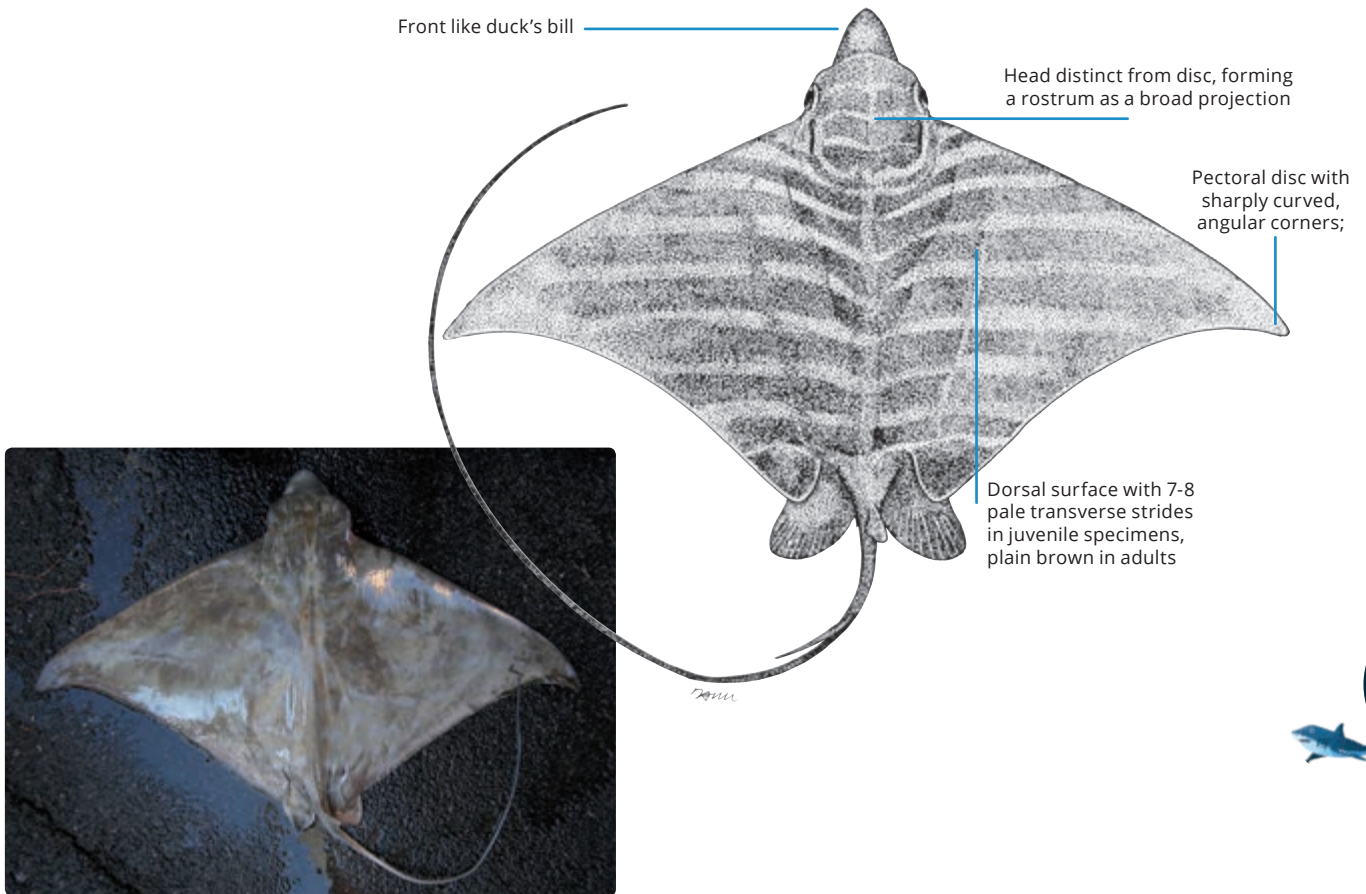 Front like duck's bill
Head distinct from disc, forming
a rostrum as a broad projection
Pectoral disc with
sharply curved,
angular corners;
Dorsal surface with 7-8
pale transverse strides
in juvenile specimens,
plain brown in adults